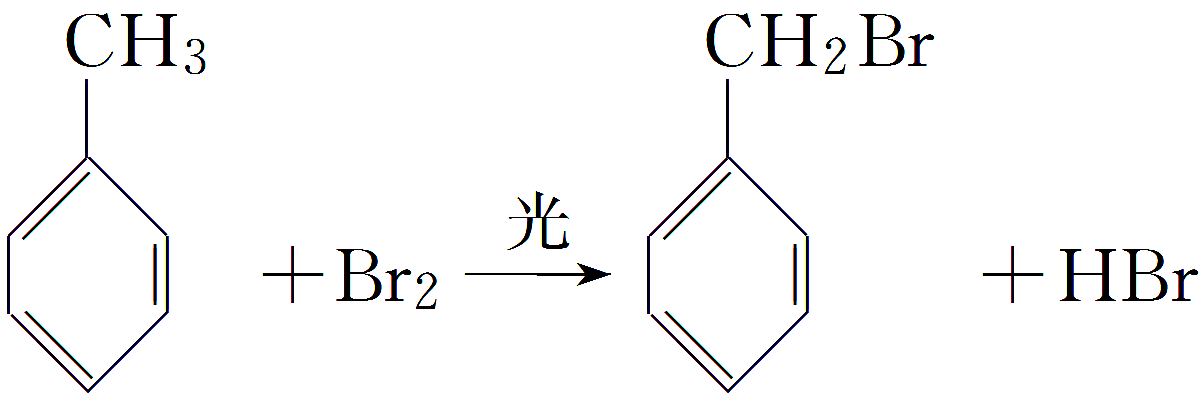 CH₃ CH₂Br
光
+Br₂ +HBr